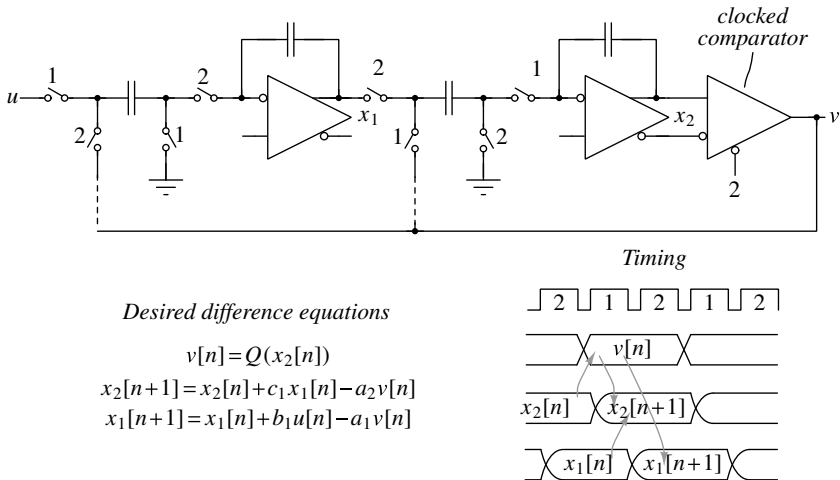 clocked
comparator
1
2
2
1
u
x₁
x₂
v
2
1
1
2
2
Timing
2 1 2 1 2
Desired difference equations
v[n]=Q(x₂[n])
x₂[n+1]=x₂[n]+c₁x₁[n]−a₂v[n]
x₁[n+1]=x₁[n]+b₁u[n]−a₁v[n]
v[n]
x₂[n] x₂[n+1]
x₁[n] x₁[n+1]